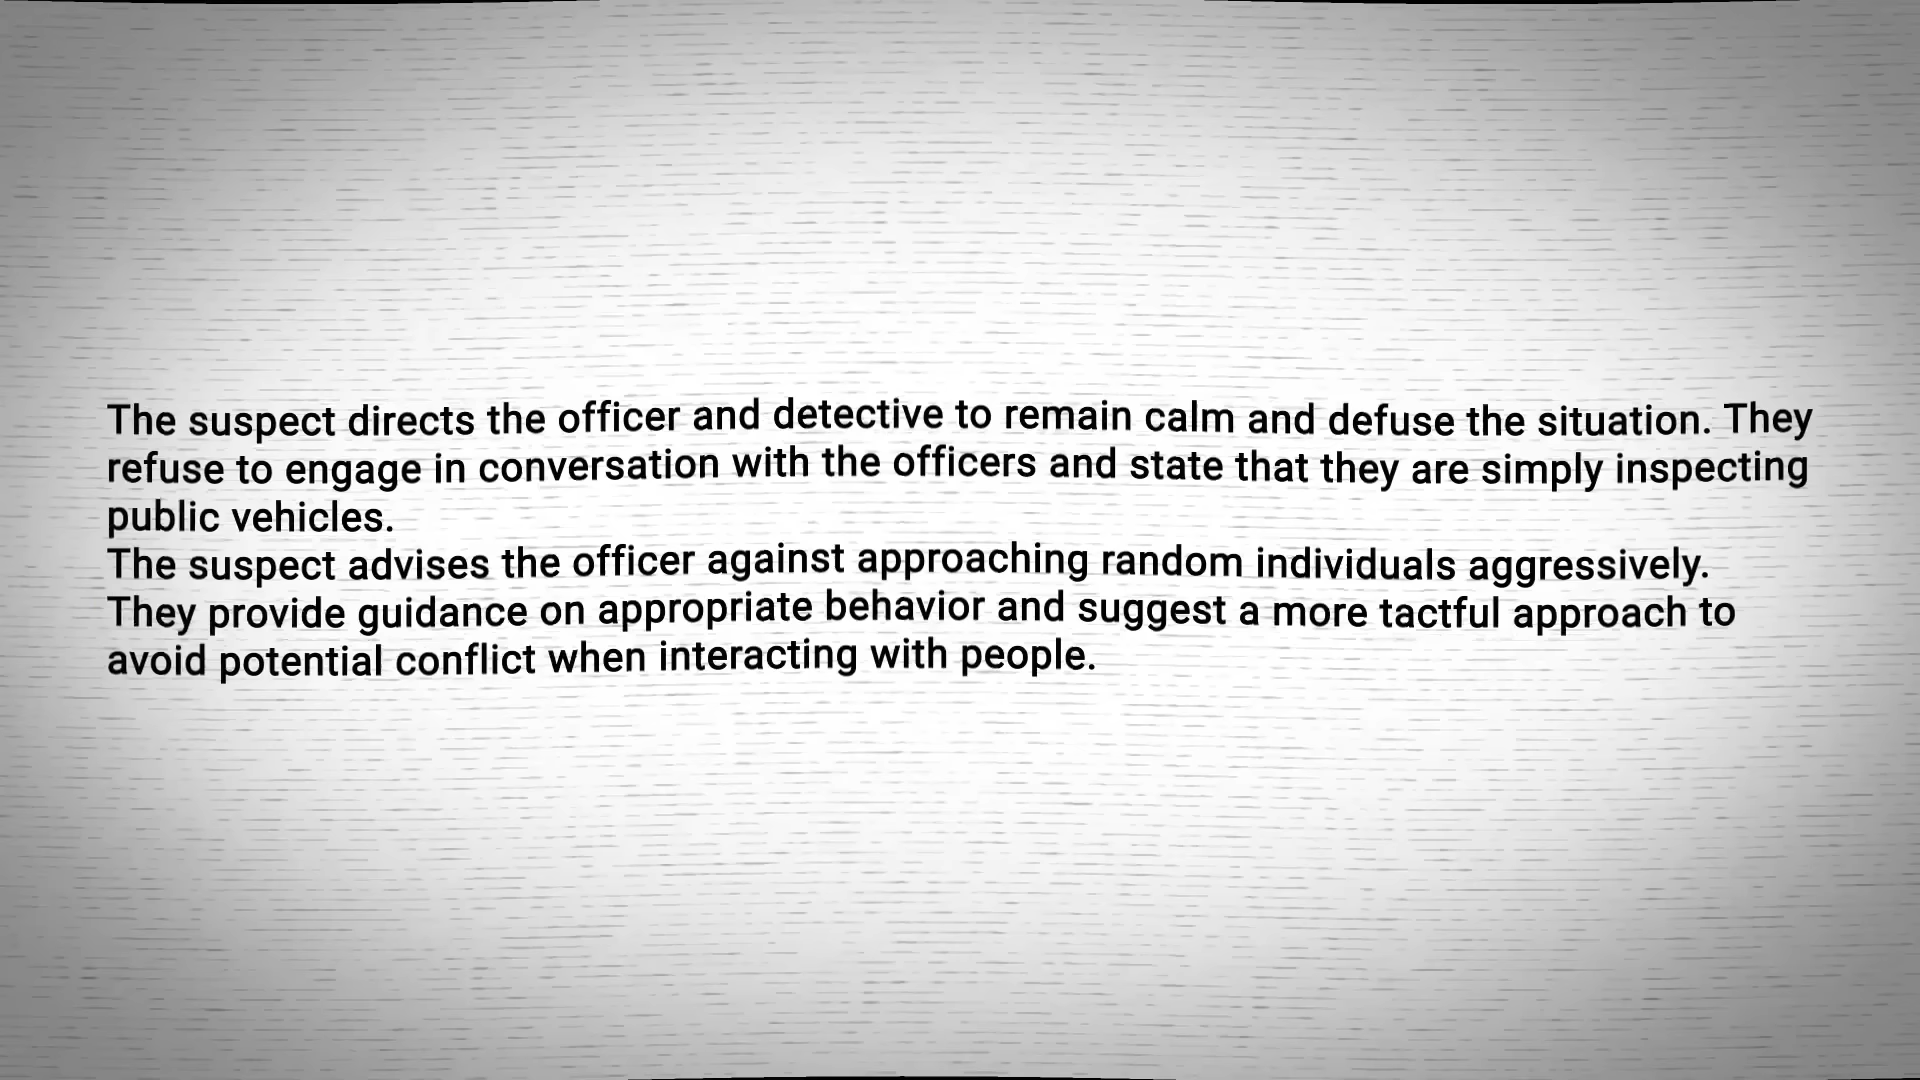 The suspect directs the officer and detective to remain calm and defuse the situation. They
refuse to engage in conversation with the officers and state that they are simply inspecting
public vehicles.
The suspect advises the officer against approaching random individuals aggressively.
They provide guidance on appropriate behavior and suggest a more tactful approach to
avoid potential conflict when interacting with people.